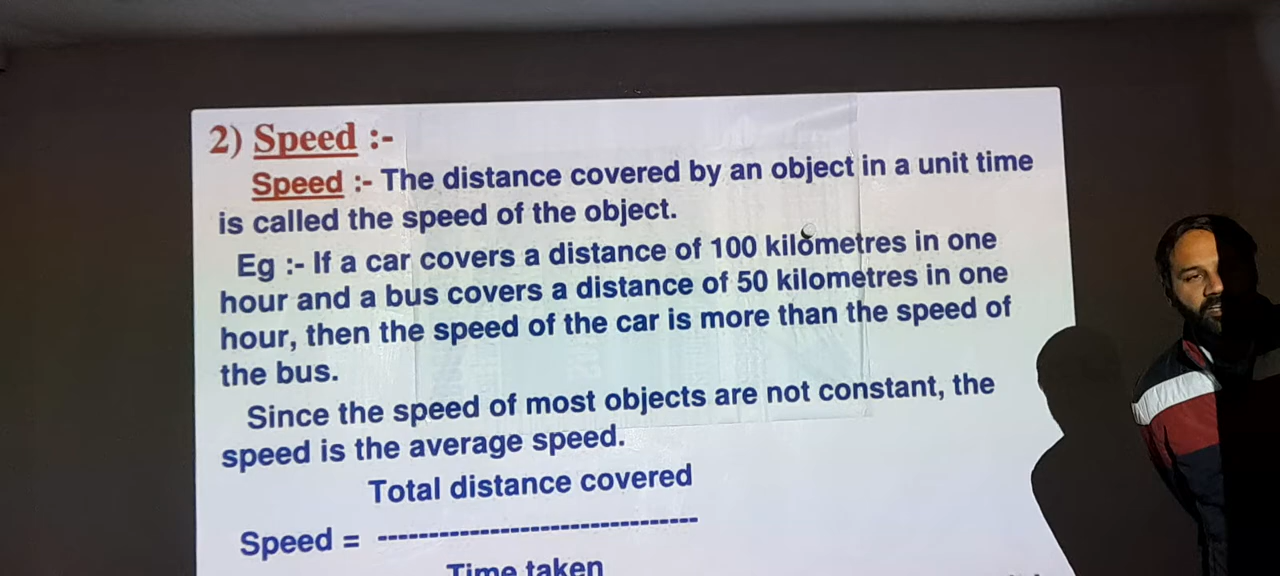 2) Speed :-
Speed :- The distance covered by an object in a unit time
is called the speed of the object.
Eg :- If a car covers a distance of 100 kilometres in one
hour and a bus covers a distance of 50 kilometres in one
hour, then the speed of the car is more than the speed of
the bus.
Since the speed of most objects are not constant, the
speed is the average speed.
Total distance covered
Speed = ---------------------------------
Time taken